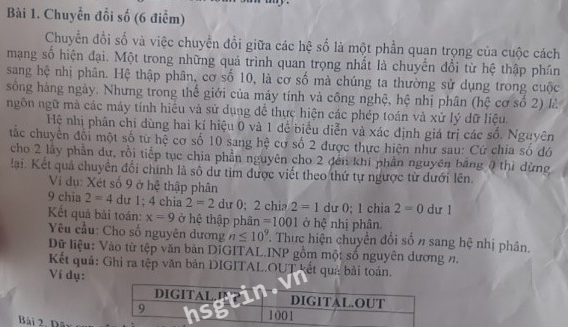 Bài 1. Chuyển đổi số (6 điểm)
Chuyển đổi số và việc chuyển đổi giữa các hệ số là một phần quan trọng của cuộc cách
mạng số hiện đại. Một trong những quá trình quan trọng nhất là chuyển đổi từ hệ thập phân
sang hệ nhị phân. Hệ thập phân, cơ số 10, là cơ số mà chúng ta thường sử dụng trong cuộc
sống hàng ngày. Nhưng trong thế giới của máy tính và công nghệ, hệ nhị phân (hệ cơ số 2) là
ngôn ngữ mà các máy tính hiểu và sử dụng để thực hiện các phép toán và xử lý dữ liệu.
Hệ nhị phân chỉ dùng hai kí hiệu 0 và 1 để biểu diễn và xác định giá trị các số. Nguyên
tắc chuyển đổi một số từ hệ cơ số 10 sang hệ cơ số 2 được thực hiện như sau: Cứ chia số đó
cho 2 lấy phần dư, rồi tiếp tục chia phần nguyên cho 2 đến khi phần nguyên bằng 0 thì dừng
lại. Kết quả chuyển đổi chính là số dư tìm được viết theo thứ tự ngược từ dưới lên.
Ví dụ: Xét số 9 ở hệ thập phân
9 chia 2 = 4 dư 1; 4 chia 2 = 2 dư 0; 2 chia 2 = 1 dư 0; 1 chia 2 = 0 dư 1
Kết quả bài toán: x = 9 ở hệ thập phân = 1001 ở hệ nhị phân.
Yêu cầu: Cho số nguyên dương n ≤ 10⁹. Thực hiện chuyển đổi số n sang hệ nhị phân.
Dữ liệu: Vào từ tệp văn bản DIGITAL.INP gồm một số nguyên dương n.
Kết quả: Ghi ra tệp văn bản DIGITAL.OUT kết quả bài toán.
Ví dụ:
DIGITAL.INP DIGITAL.OUT
9 1001
hsgtin.vn
Bài 2. Dãy